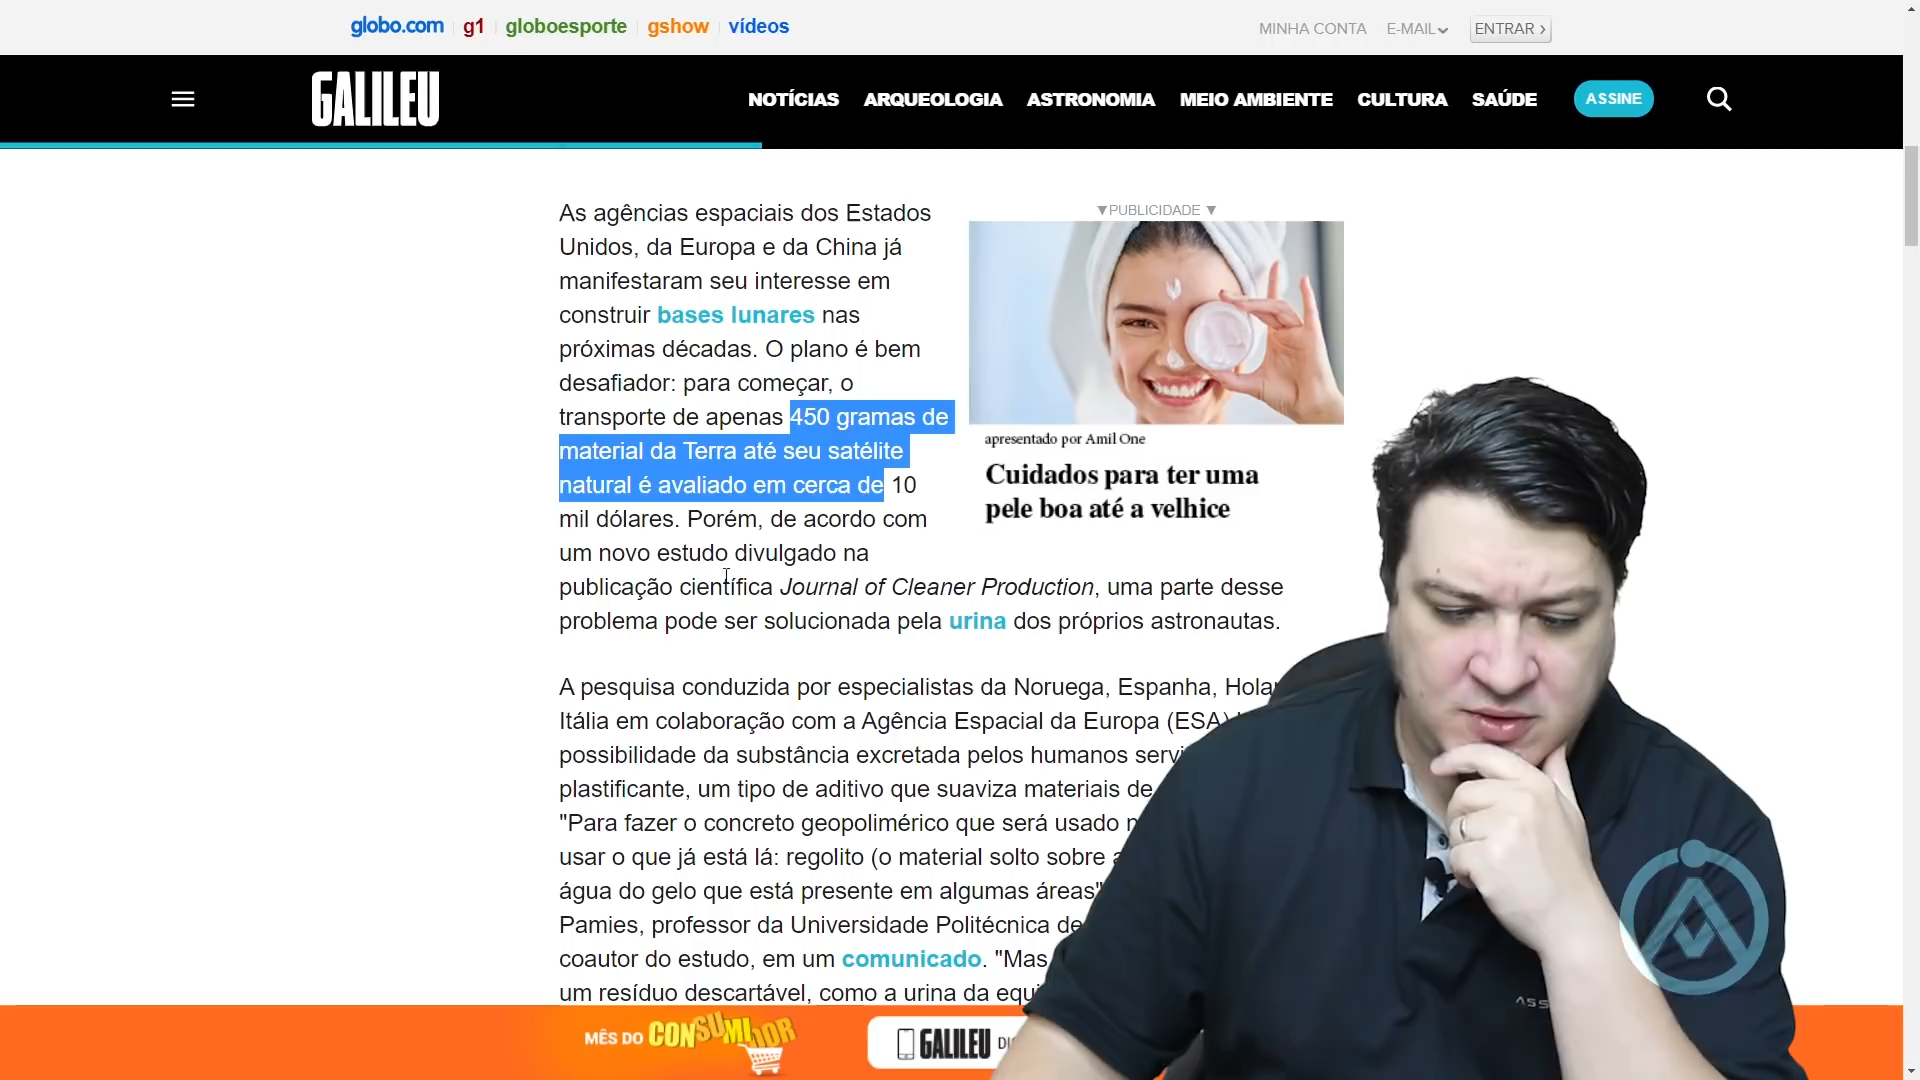 globo.com g1 globoesporte gshow vídeos MINHA CONTA E-MAIL ENTRAR
GALILEU NOTÍCIAS ARQUEOLOGIA ASTRONOMIA MEIO AMBIENTE CULTURA SAÚDE ASSINE
As agências espaciais dos Estados
Unidos, da Europa e da China já
manifestaram seu interesse em
construir bases lunares nas
próximas décadas. O plano é bem
desafiador: para começar, o
transporte de apenas 450 gramas de
material da Terra até seu satélite
natural é avaliado em cerca de 10
mil dólares. Porém, de acordo com
um novo estudo divulgado na
publicação científica Journal of Cleaner Production, uma parte desse
problema pode ser solucionada pela urina dos próprios astronautas.
▼PUBLICIDADE ▼
apresentado por Amil One
Cuidados para ter uma
pele boa até a velhice
A pesquisa conduzida por especialistas da Noruega, Espanha,
Itália em colaboração com a Agência Espacial da Europa (ESA)
possibilidade da substância excretada pelos humanos
plastificante, um tipo de aditivo que suaviza materiais de
"Para fazer o concreto geopolimérico que será usado
usar o que já está lá: regolito (o material solto sobre
água do gelo que está presente em algumas áreas"
Pamies, professor da Universidade Politécnica de
coautor do estudo, em um comunicado. "Mas
um resíduo descartável, como a urina da
MÊS DO CONSUMIDOR
GALILEU